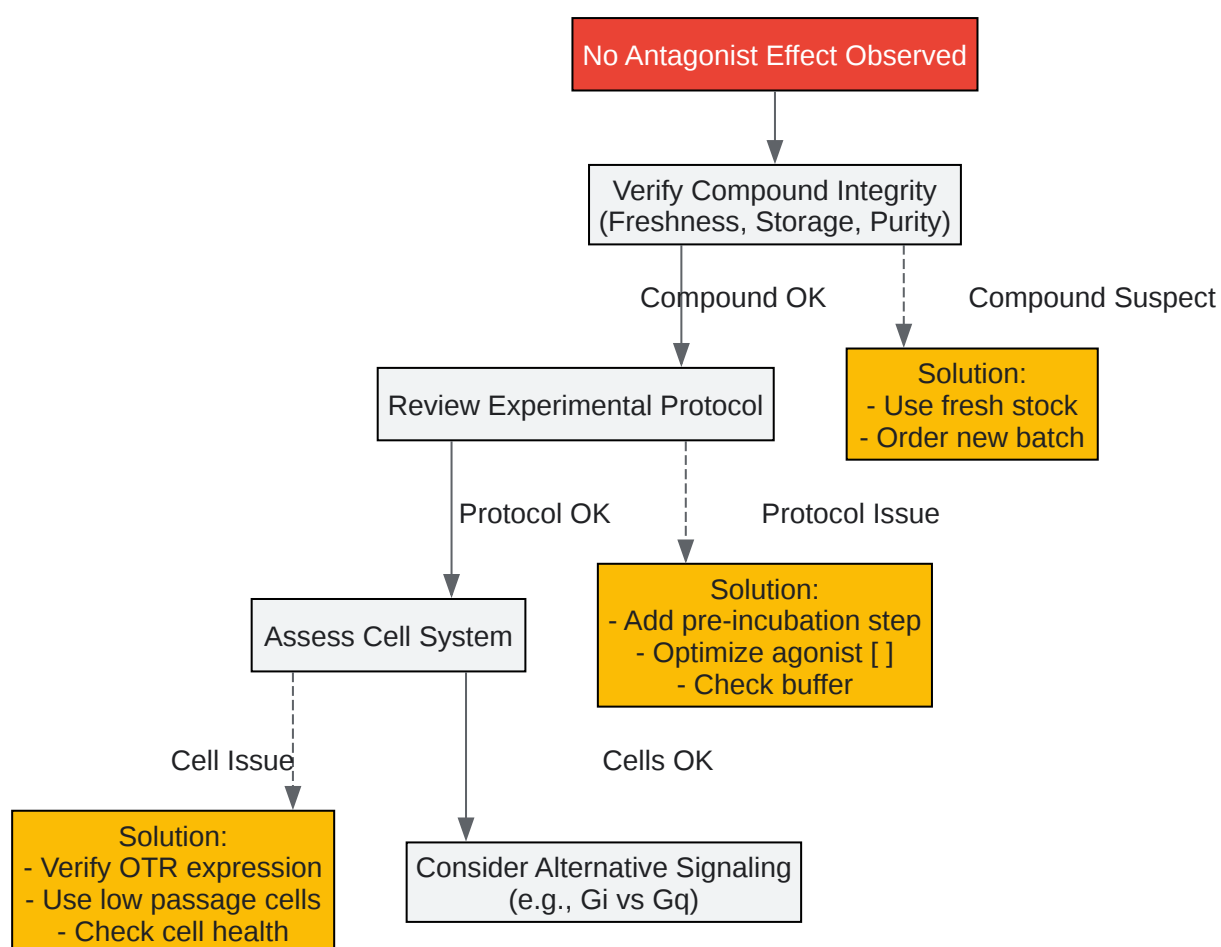 No Antagonist Effect Observed
Verify Compound Integrity
(Freshness, Storage, Purity)
Compound OK
Compound Suspect
Solution:
- Use fresh stock
- Order new batch
Review Experimental Protocol
Protocol OK
Protocol Issue
Solution:
- Add pre-incubation step
- Optimize agonist [ ]
- Check buffer
Assess Cell System
Cell Issue
Cells OK
Solution:
- Verify OTR expression
- Use low passage cells
- Check cell health
Consider Alternative Signaling
(e.g., Gi vs Gq)